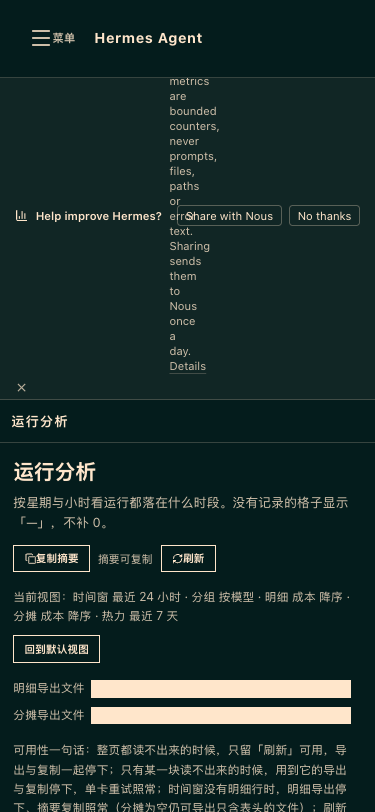 菜单
Hermes Agent
metrics
are
bounded
counters,
never
prompts,
files,
paths
or
Help improve Hermes?
Share with Nous
No thanks
text.
Sharing
sends
them
to
Nous
once
a
day.
Details
×
运行分析
运行分析
按星期与小时看运行都落在什么时段。没有记录的格子显示
「—」，不补 0。
复制摘要 摘要可复制 刷新
当前视图：时间窗 最近 24 小时 · 分组 按模型 · 明细 成本 降序 ·
分摊 成本 降序 · 热力 最近 7 天
回到默认视图
明细导出文件
分摊导出文件
可用性一句话：整页都读不出来的时候，只留「刷新」可用，导
出与复制一起停下；只有某一块读不出来的时候，用到它的导出
与复制停下，单卡重试照常；时间窗没有明细行时，明细导出停
下，摘要复制照常（分摊为空仍可导出只含表头的文件）；刷新